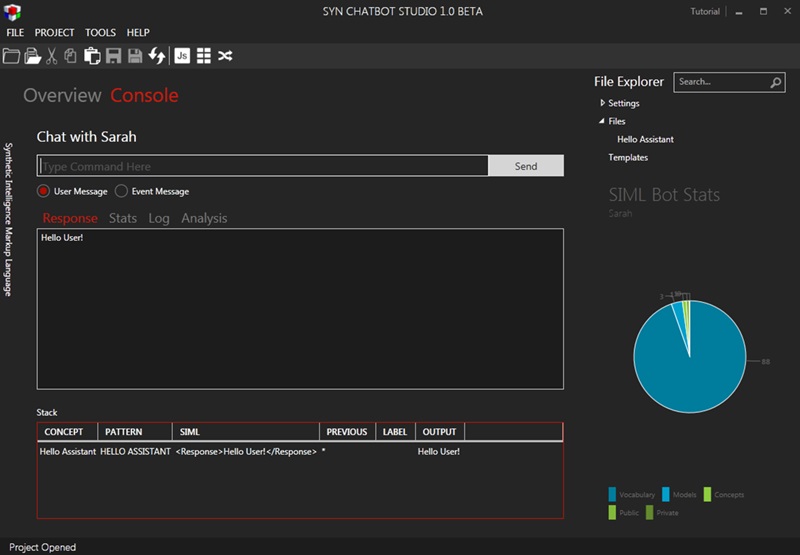 SYN CHATBOT STUDIO 1.0 BETA
Tutorial
FILE PROJECT TOOLS HELP
Js
Overview Console
File Explorer
Search...
Settings
Files
Hello Assistant
Templates
Synthetic Intelligence Markup Language
Chat with Sarah
Type Command Here
Send
User Message Event Message
Response Stats Log Analysis
Hello User!
SIML Bot Stats
Sarah
3
88
Stack
CONCEPT PATTERN SIML PREVIOUS LABEL OUTPUT
Hello Assistant HELLO ASSISTANT <Response>Hello User!</Response> * Hello User!
Vocabulary Models Concepts
Public Private
Project Opened